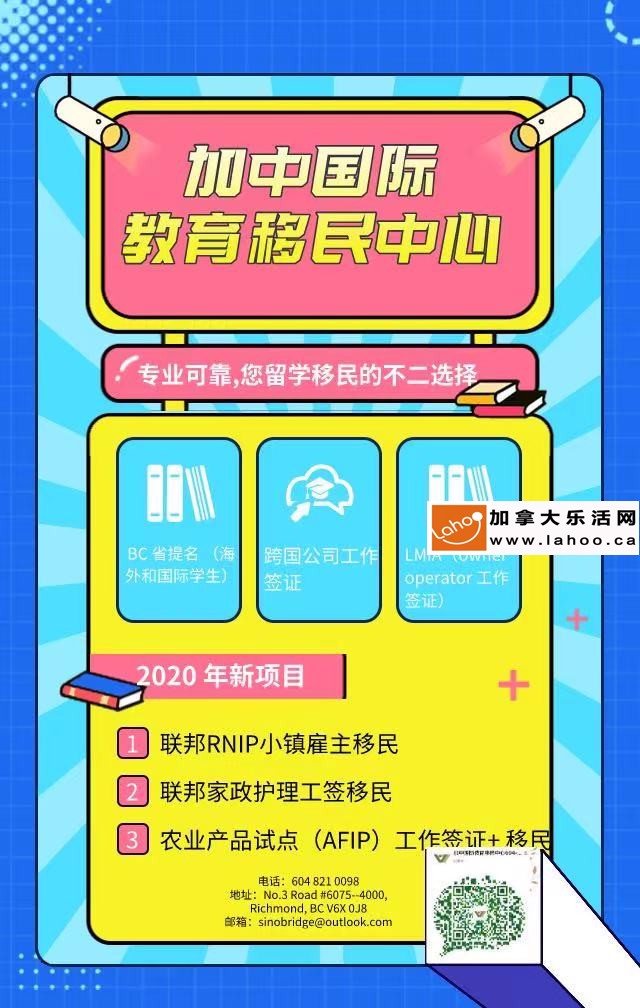 加中国际
教育移民中心
专业可靠,您留学移民的不二选择
BC 省提名 （海
外和国际学生）
跨国公司工作
签证
LMIA（owner
operator 工作
签证）
Lahoo
加拿大乐活网
www.lahoo.ca
2020 年新项目
1 联邦RNIP小镇雇主移民
2 联邦家政护理工签移民
3 农业产品试点（AFIP）工作签证+ 移民
电话：604 821 0098
地址：No.3 Road #6075--4000,
Richmond, BC V6X 0J8
邮箱：sinobridge@outlook.com